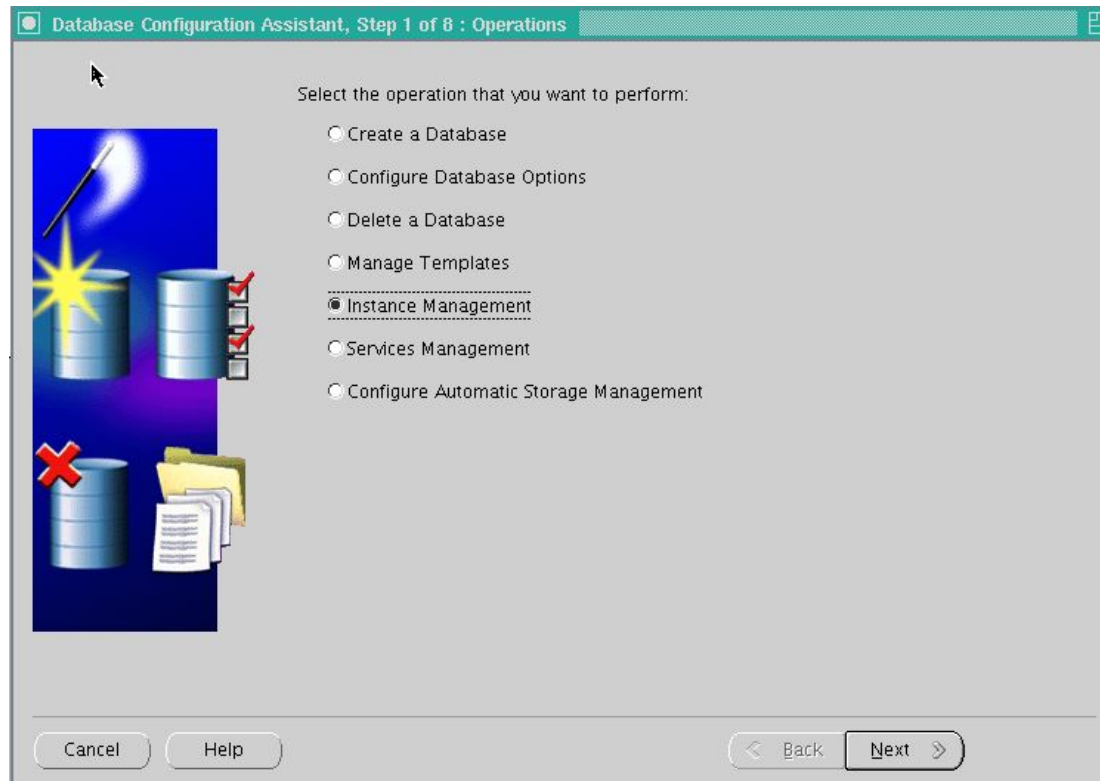 Database Configuration Assistant, Step 1 of 8 : Operations
Select the operation that you want to perform:
Create a Database
Configure Database Options
Delete a Database
Manage Templates
Instance Management
Services Management
Configure Automatic Storage Management
Cancel
Help
Back
Next